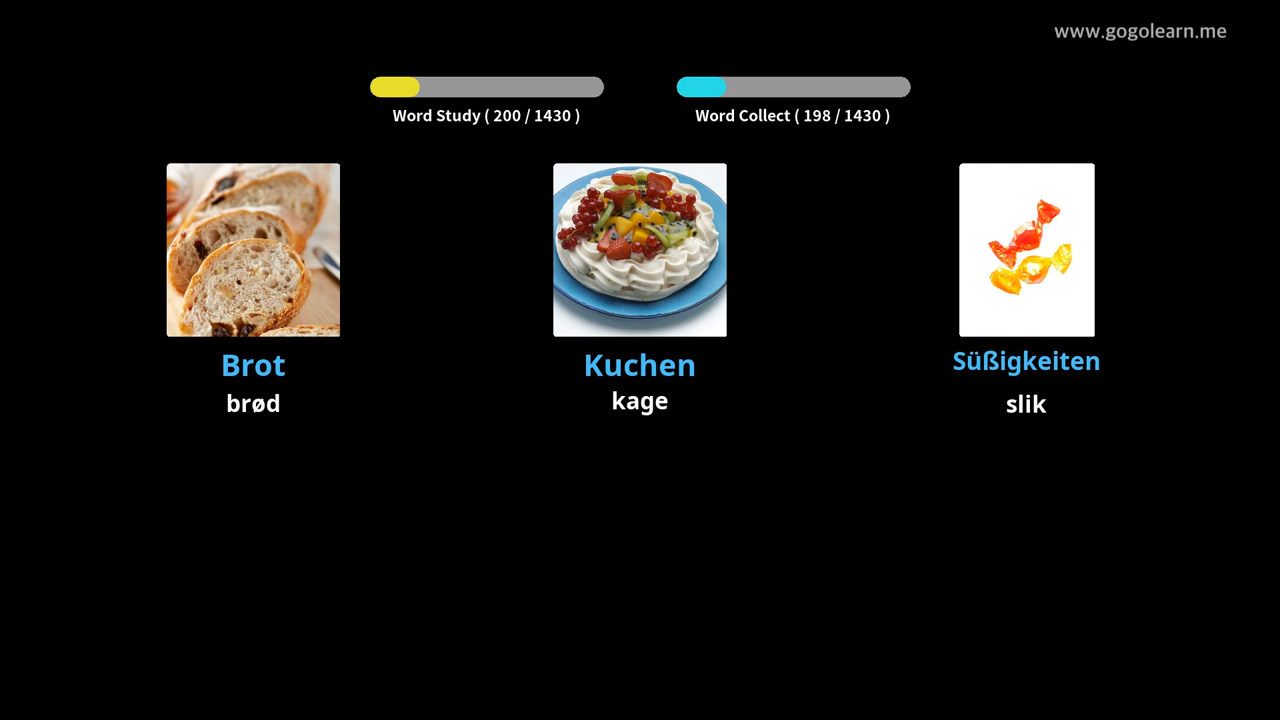 www.gogolearn.me
Word Study ( 200 / 1430 )
Word Collect ( 198 / 1430 )
Brot
brød
Kuchen
kage
Süßigkeiten
slik